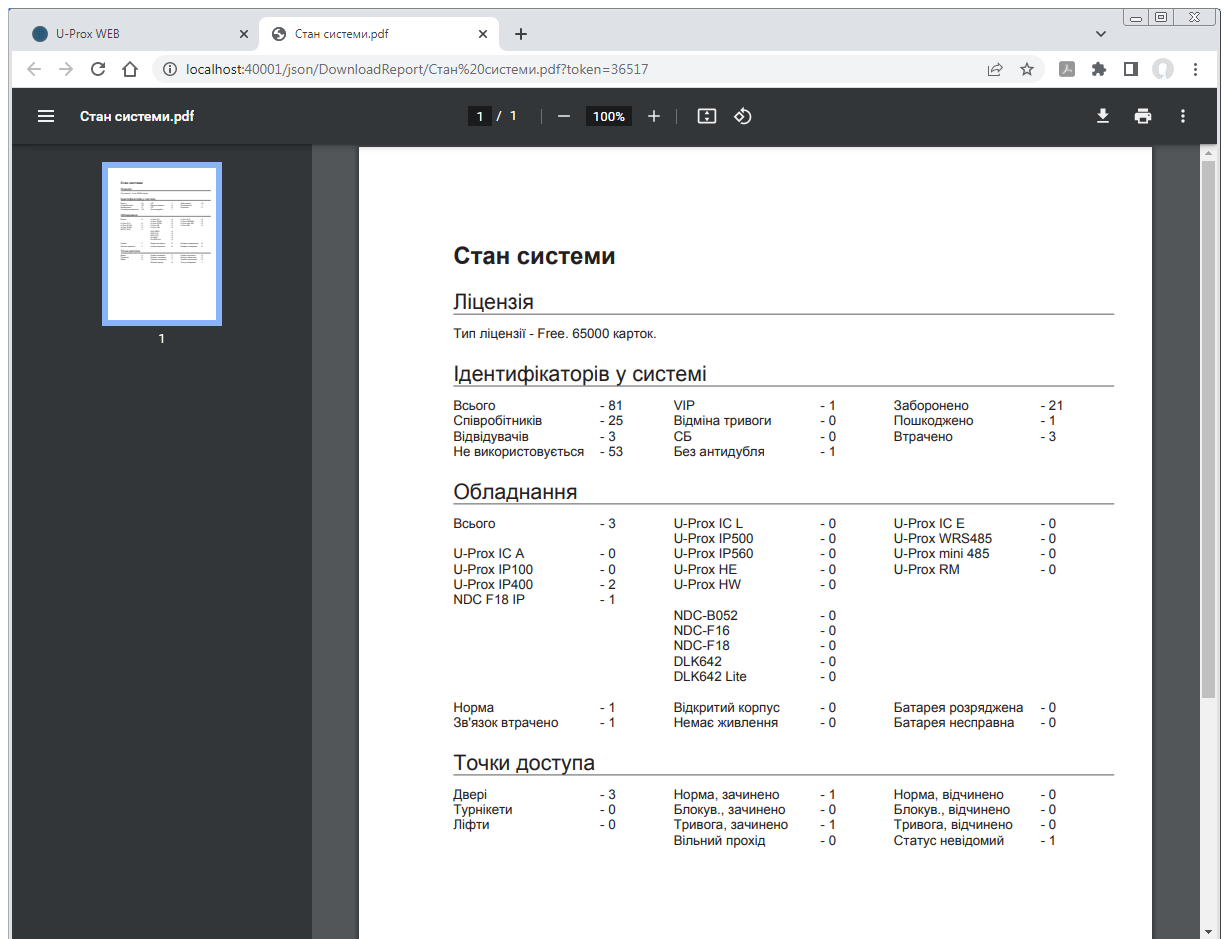 U-Prox WEB
Стан системи.pdf
localhost:40001/json/DownloadReport/Стан%20системи.pdf?token=36517
Стан системи.pdf
1 / 1
100%
1
Стан системи
Ліцензія
Тип ліцензії - Free. 65000 карток.
Ідентифікаторів у системі
Всього - 81 VIP - 1 Заборонено - 21
Співробітників - 25 Відміна тривоги - 0 Пошкоджено - 1
Відвідувачів - 3 СБ - 0 Втрачено - 3
Не використовується - 53 Без антидубля - 1
Обладнання
Всього - 3 U-Prox IC L - 0 U-Prox IC E - 0
U-Prox IP500 - 0 U-Prox WRS485 - 0
U-Prox IC A - 0 U-Prox IP560 - 0 U-Prox mini 485 - 0
U-Prox IP100 - 0 U-Prox HE - 0 U-Prox RM - 0
U-Prox IP400 - 2 U-Prox HW - 0
NDC F18 IP - 1
NDC-B052 - 0
NDC-F16 - 0
NDC-F18 - 0
DLK642 - 0
DLK642 Lite - 0
Норма - 1 Відкритий корпус - 0 Батарея розряджена - 0
Зв'язок втрачено - 1 Немає живлення - 0 Батарея несправна - 0
Точки доступа
Двері - 3 Норма, зачинено - 1 Норма, відчинено - 0
Турнікети - 0 Блокув., зачинено - 0 Блокув., відчинено - 0
Ліфти - 0 Тривога, зачинено - 1 Тривога, відчинено - 0
Вільний прохід - 0 Статус невідомий - 1